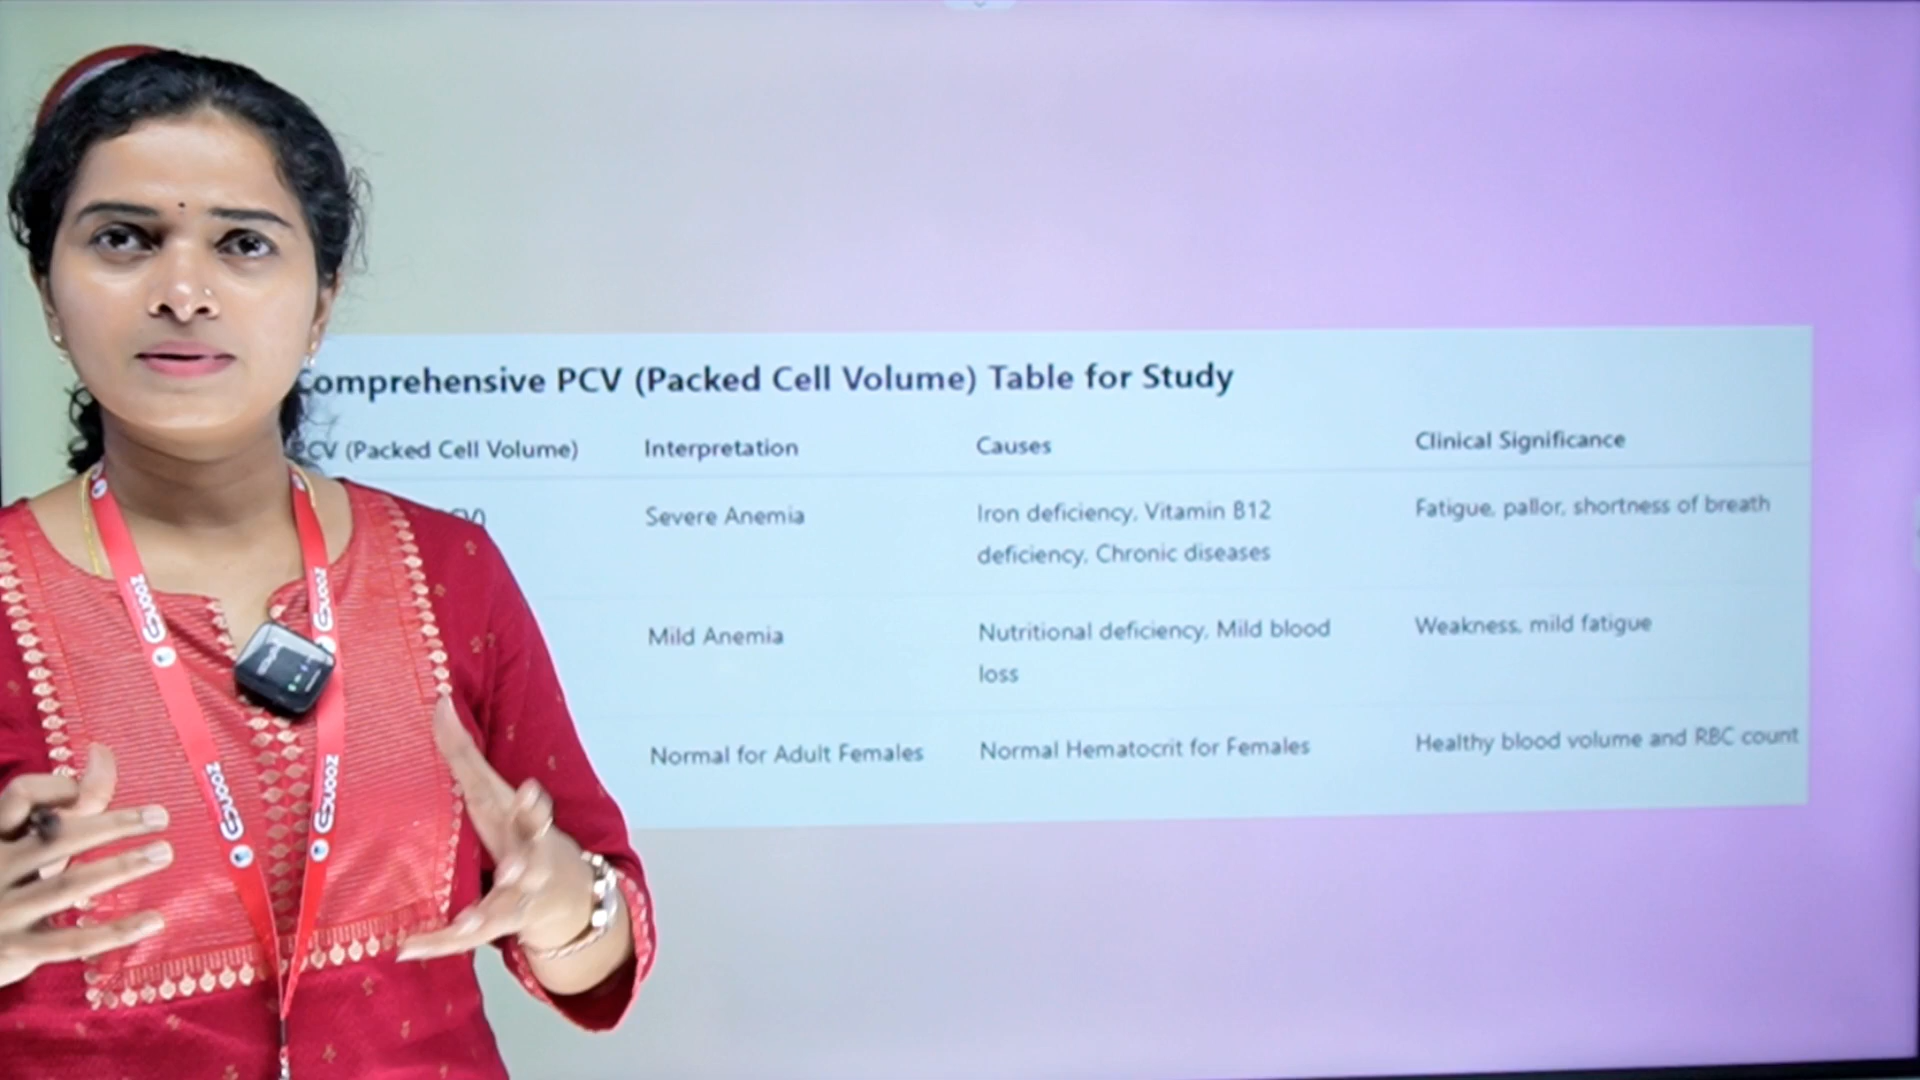 Comprehensive PCV (Packed Cell Volume) Table for Study
PCV (Packed Cell Volume) Interpretation Causes Clinical Significance
Severe Anemia Iron deficiency, Vitamin B12 Fatigue, pallor, shortness of breath
deficiency, Chronic diseases
Mild Anemia Nutritional deficiency, Mild blood Weakness, mild fatigue
loss
Normal for Adult Females Normal Hematocrit for Females Healthy blood volume and RBC count